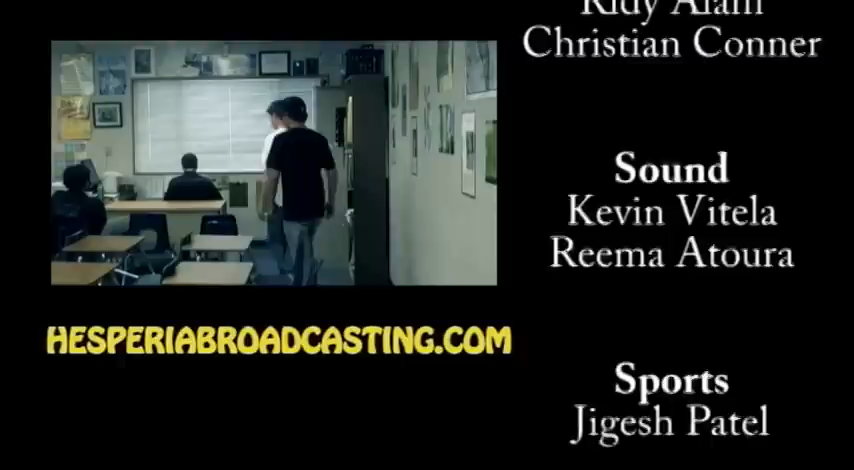 Christian Conner
Sound
Kevin Vitela
Reema Atoura
HESPERIABROADCASTING.COM
Sports
Jigesh Patel